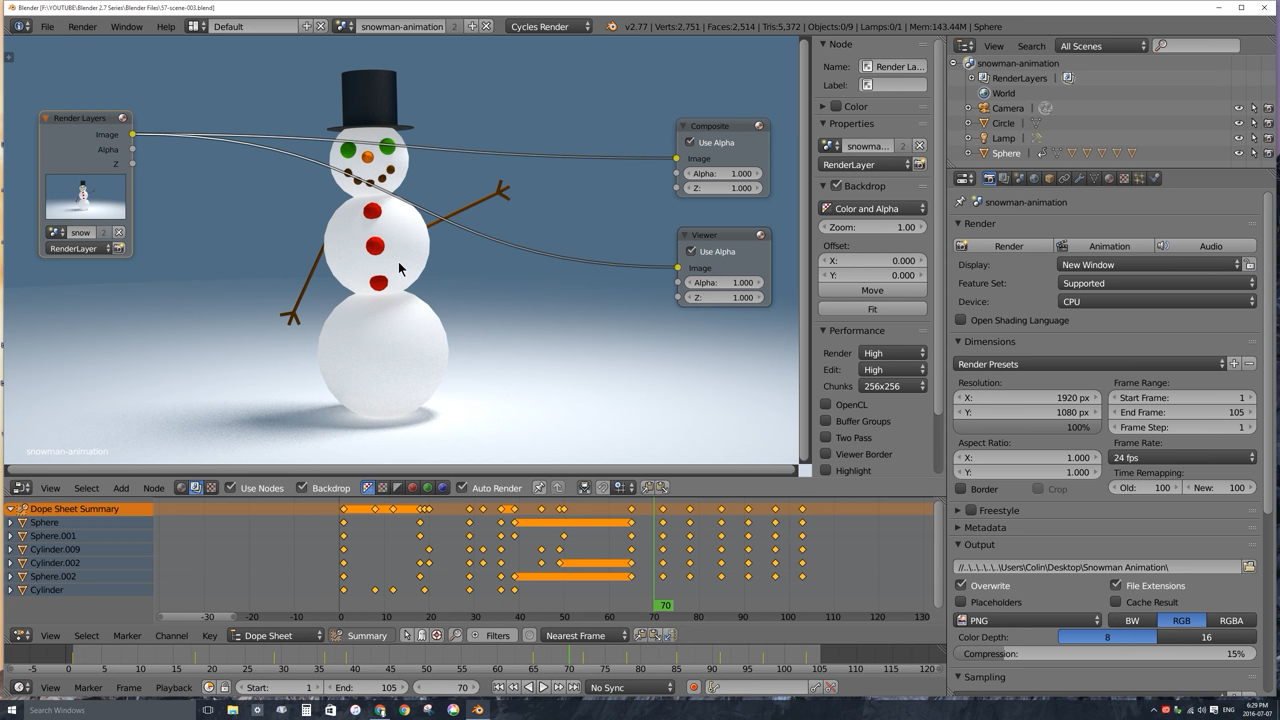 Blender [F:\YOUTUBE\Blender 2.7 Series\Blender Files\57-scene-003.blend]
File Render Window Help Default snowman-animation 2 Cycles Render v2.77 | Verts:2,751 | Faces:2,514 | Tris:5,372 | Objects:0/9 | Lamps:0/1 | Mem:143.44M | Sphere
Render Layers
Image
Alpha
Z
snow 2
RenderLayer
Composite
Use Alpha
Image
Alpha: 1.000
Z: 1.000
Viewer
Use Alpha
Image
Alpha: 1.000
Z: 1.000
snowman-animation
Node
Name: Render La...
Label:
Color
Properties
snowma... 2
RenderLayer
Backdrop
Color and Alpha
Zoom: 1.00
Offset:
X: 0.000
Y: 0.000
Move
Fit
Performance
Render High
Edit: High
Chunks 256x256
OpenCL
Buffer Groups
Two Pass
Viewer Border
Highlight
View Search All Scenes
snowman-animation
RenderLayers
World
Camera
Circle
Lamp
Sphere
snowman-animation
Render
Render Animation Audio
Display: New Window
Feature Set: Supported
Device: CPU
Open Shading Language
Dimensions
Render Presets
Resolution: Frame Range:
X: 1920 px Start Frame: 1
Y: 1080 px End Frame: 105
100% Frame Step: 1
Aspect Ratio: Frame Rate:
X: 1.000 24 fps
Y: 1.000 Time Remapping:
Border Crop Old: 100 New: 100
Freestyle
Metadata
Output
//..\..\..\..\..\Users\Colin\Desktop\Snowman Animation\
Overwrite File Extensions
Placeholders Cache Result
PNG BW RGB RGBA
Color Depth: 8 16
Compression: 15%
Sampling
View Select Add Node Use Nodes Backdrop Auto Render
Dope Sheet Summary
Sphere
Sphere.001
Cylinder.009
Cylinder.002
Sphere.002
Cylinder
70
-30 -20 -10 0 10 20 30 40 50 60 70 80 90 100 110 120 130
View Select Marker Channel Key Dope Sheet Summary Filters Nearest Frame
-5 0 5 10 15 20 25 30 35 40 45 50 55 60 65 70 75 80 85 90 95 100 105 110 115 120
View Marker Frame Playback Start: 1 End: 105 70 No Sync
Search Windows
ENG
6:29 PM
2016-07-07